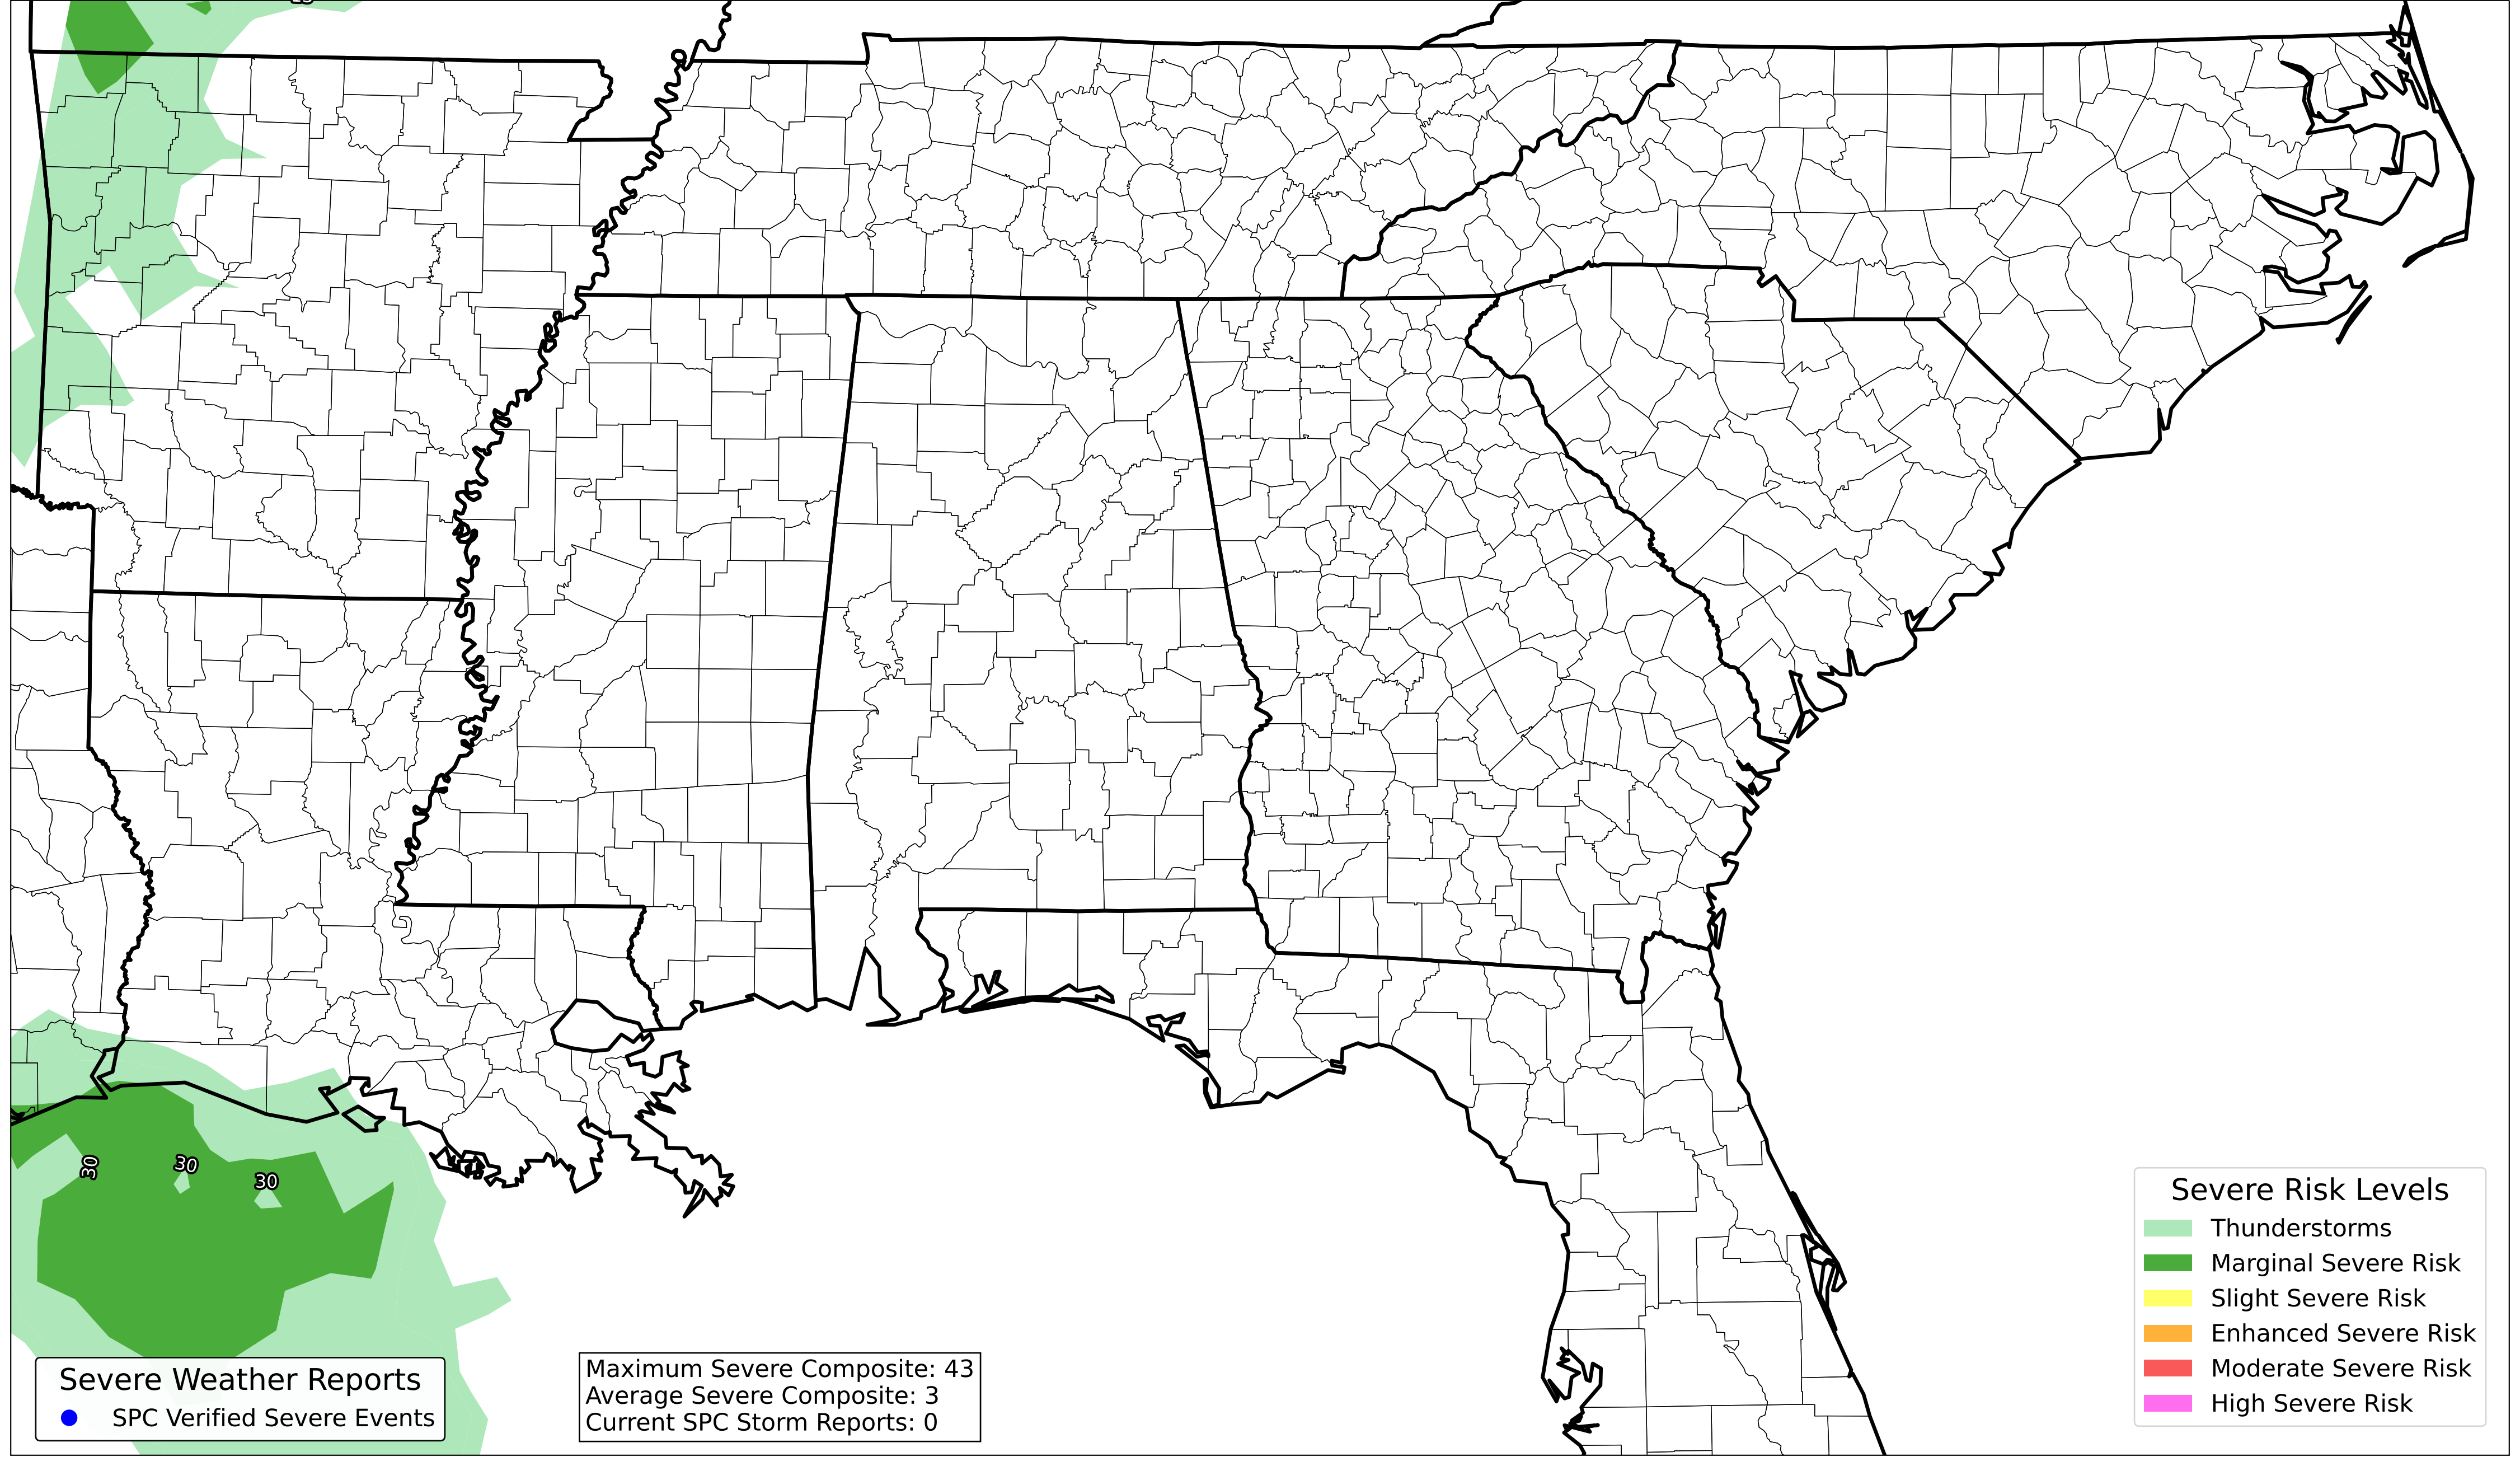 30
30
30
Severe Risk Levels
Thunderstorms
Marginal Severe Risk
Slight Severe Risk
Enhanced Severe Risk
Moderate Severe Risk
High Severe Risk
Severe Weather Reports
SPC Verified Severe Events
Maximum Severe Composite: 43
Average Severe Composite: 3
Current SPC Storm Reports: 0